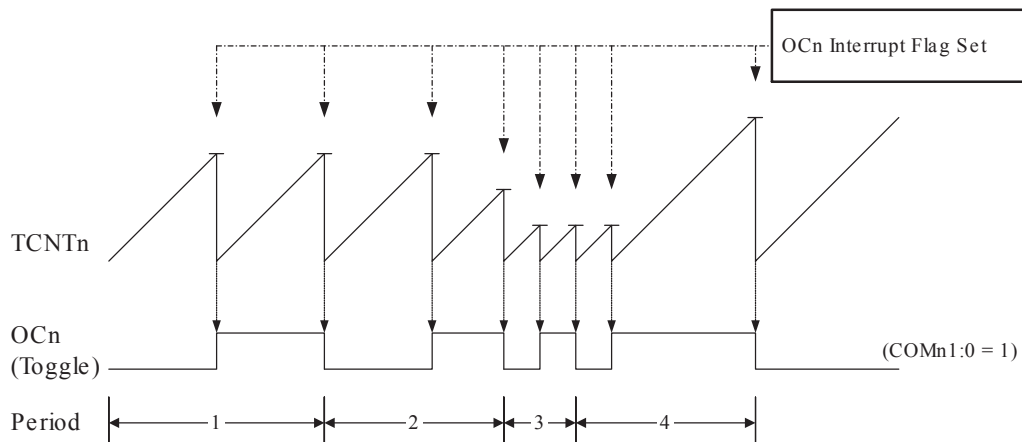 OCn Interrupt Flag Set
TCNTn
OCn
(Toggle)
(COMn1:0 = 1)
Period
1
2
3
4